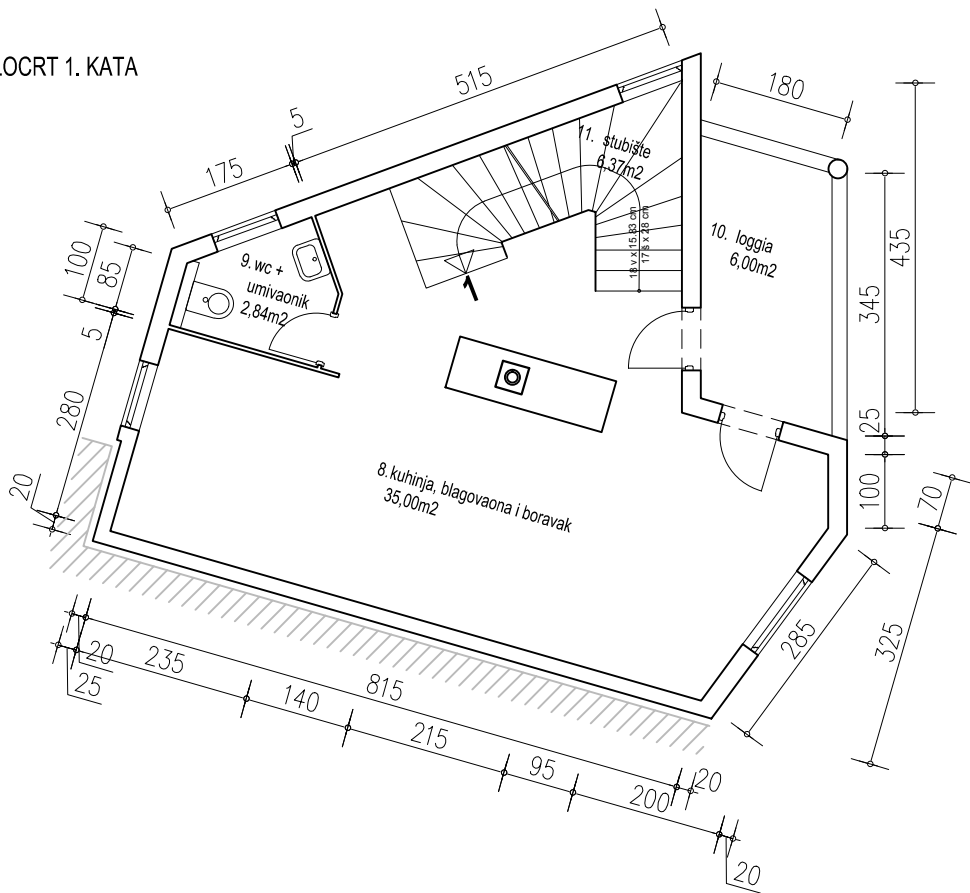 LOCRT 1. KATA
515
5
175
180
100
85
5
280
20
11. stubište
6,37m2
18 v x 15.83 cm
17 š x 28 cm
9. wc +
umivaonik
2,84m2
1
10. loggia
6,00m2
435
345
25
100
70
325
285
8. kuhinja, blagovaona i boravak
35,00m2
20
25
235
815
140
215
95
200
20
20